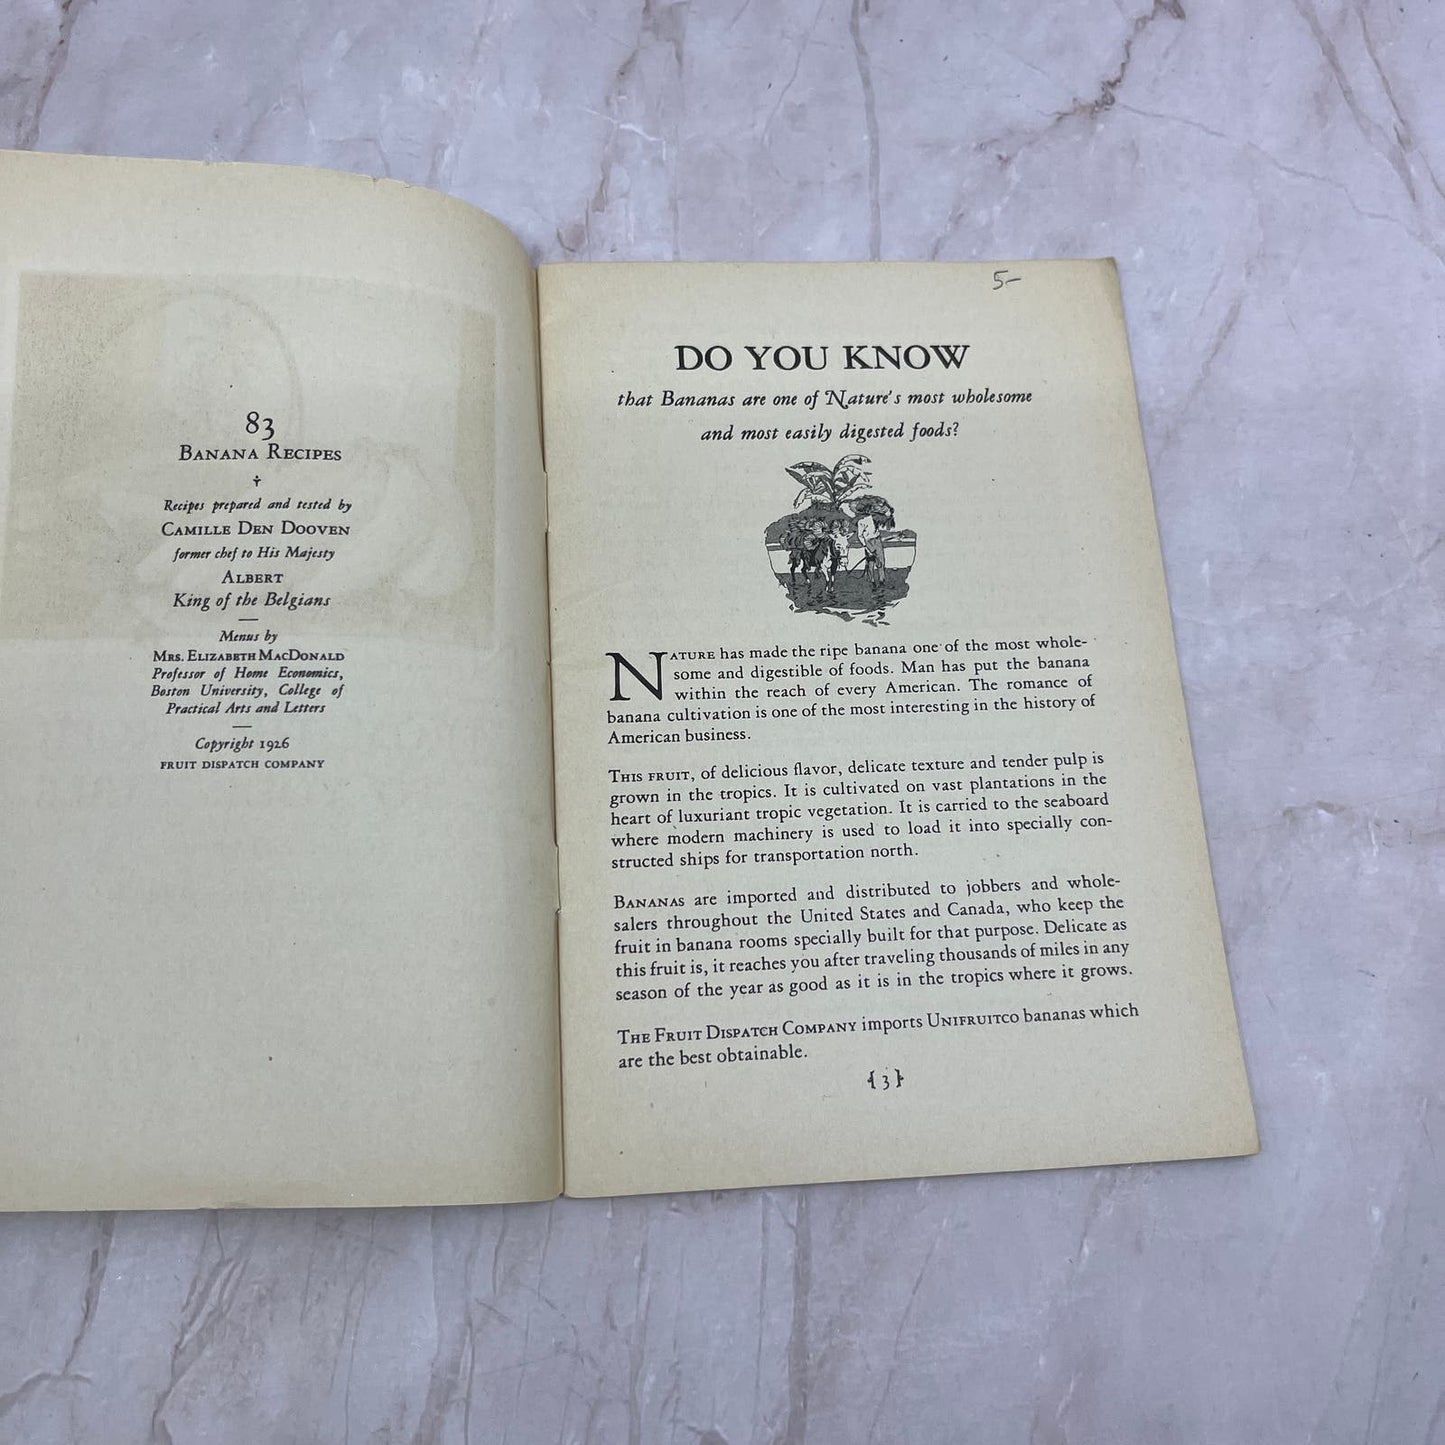 83
BANANA RECIPES
Recipes prepared and tested by
CAMILLE DEN DOOVEN
former chef to His Majesty
ALBERT
King of the Belgians
Menus by
MRS. ELIZABETH MACDONALD
Professor of Home Economics,
Boston University, College of
Practical Arts and Letters
Copyright 1926
FRUIT DISPATCH COMPANY
5-
DO YOU KNOW
that Bananas are one of Nature's most wholesome
and most easily digested foods?
NATURE has made the ripe banana one of the most whole-
some and digestible of foods. Man has put the banana
within the reach of every American. The romance of
banana cultivation is one of the most interesting in the history of
American business.
THIS FRUIT, of delicious flavor, delicate texture and tender pulp is
grown in the tropics. It is cultivated on vast plantations in the
heart of luxuriant tropic vegetation. It is carried to the seaboard
where modern machinery is used to load it into specially con-
structed ships for transportation north.
BANANAS are imported and distributed to jobbers and whole-
salers throughout the United States and Canada, who keep the
fruit in banana rooms specially built for that purpose. Delicate as
this fruit is, it reaches you after traveling thousands of miles in any
season of the year as good as it is in the tropics where it grows.
THE FRUIT DISPATCH COMPANY imports UNIFRUITCO bananas which
are the best obtainable.
{3}